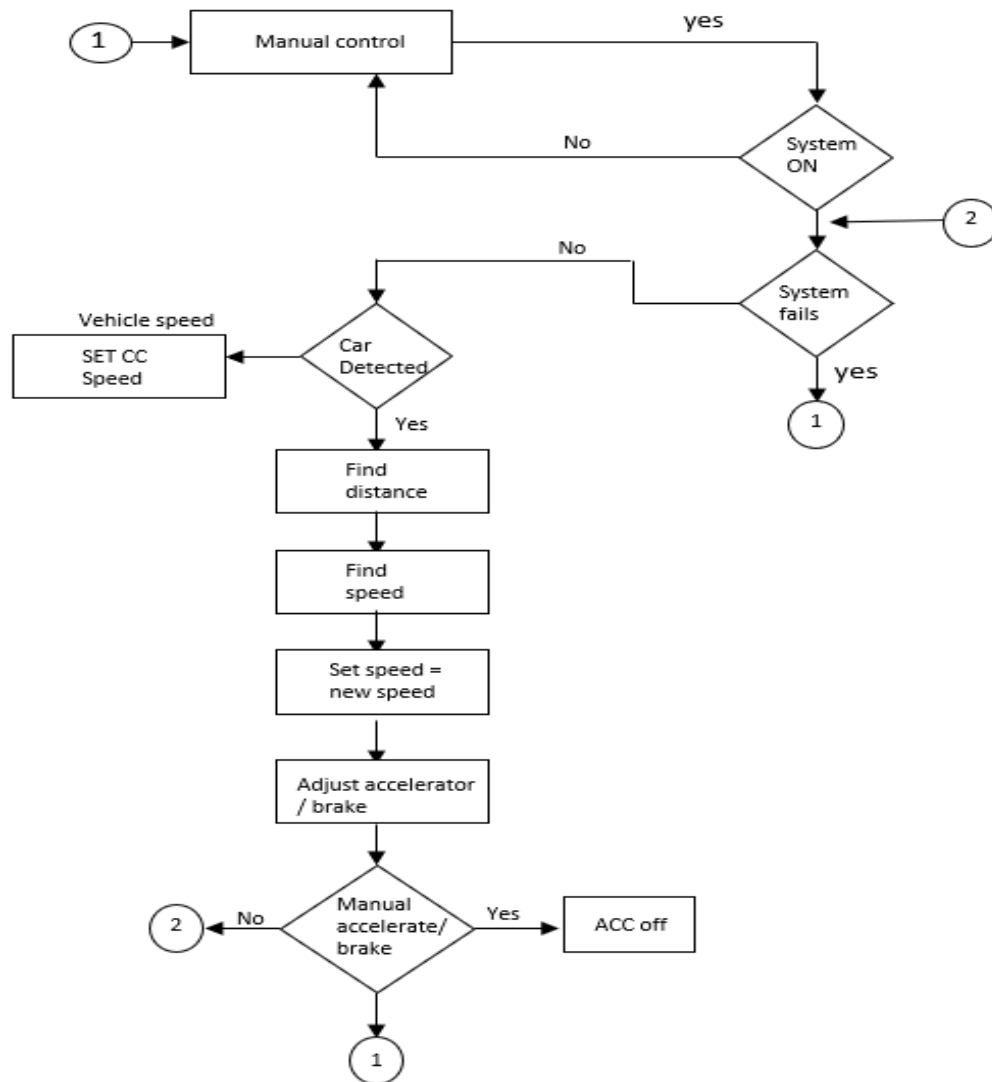 yes
1
Manual control
No
System
ON
2
No
System
fails
Vehicle speed
SET CC
Speed
Car
Detected
yes
1
Yes
Find
distance
Find
speed
Set speed =
new speed
Adjust accelerator
/ brake
2
No
Manual
accelerate/
brake
Yes
ACC off
1